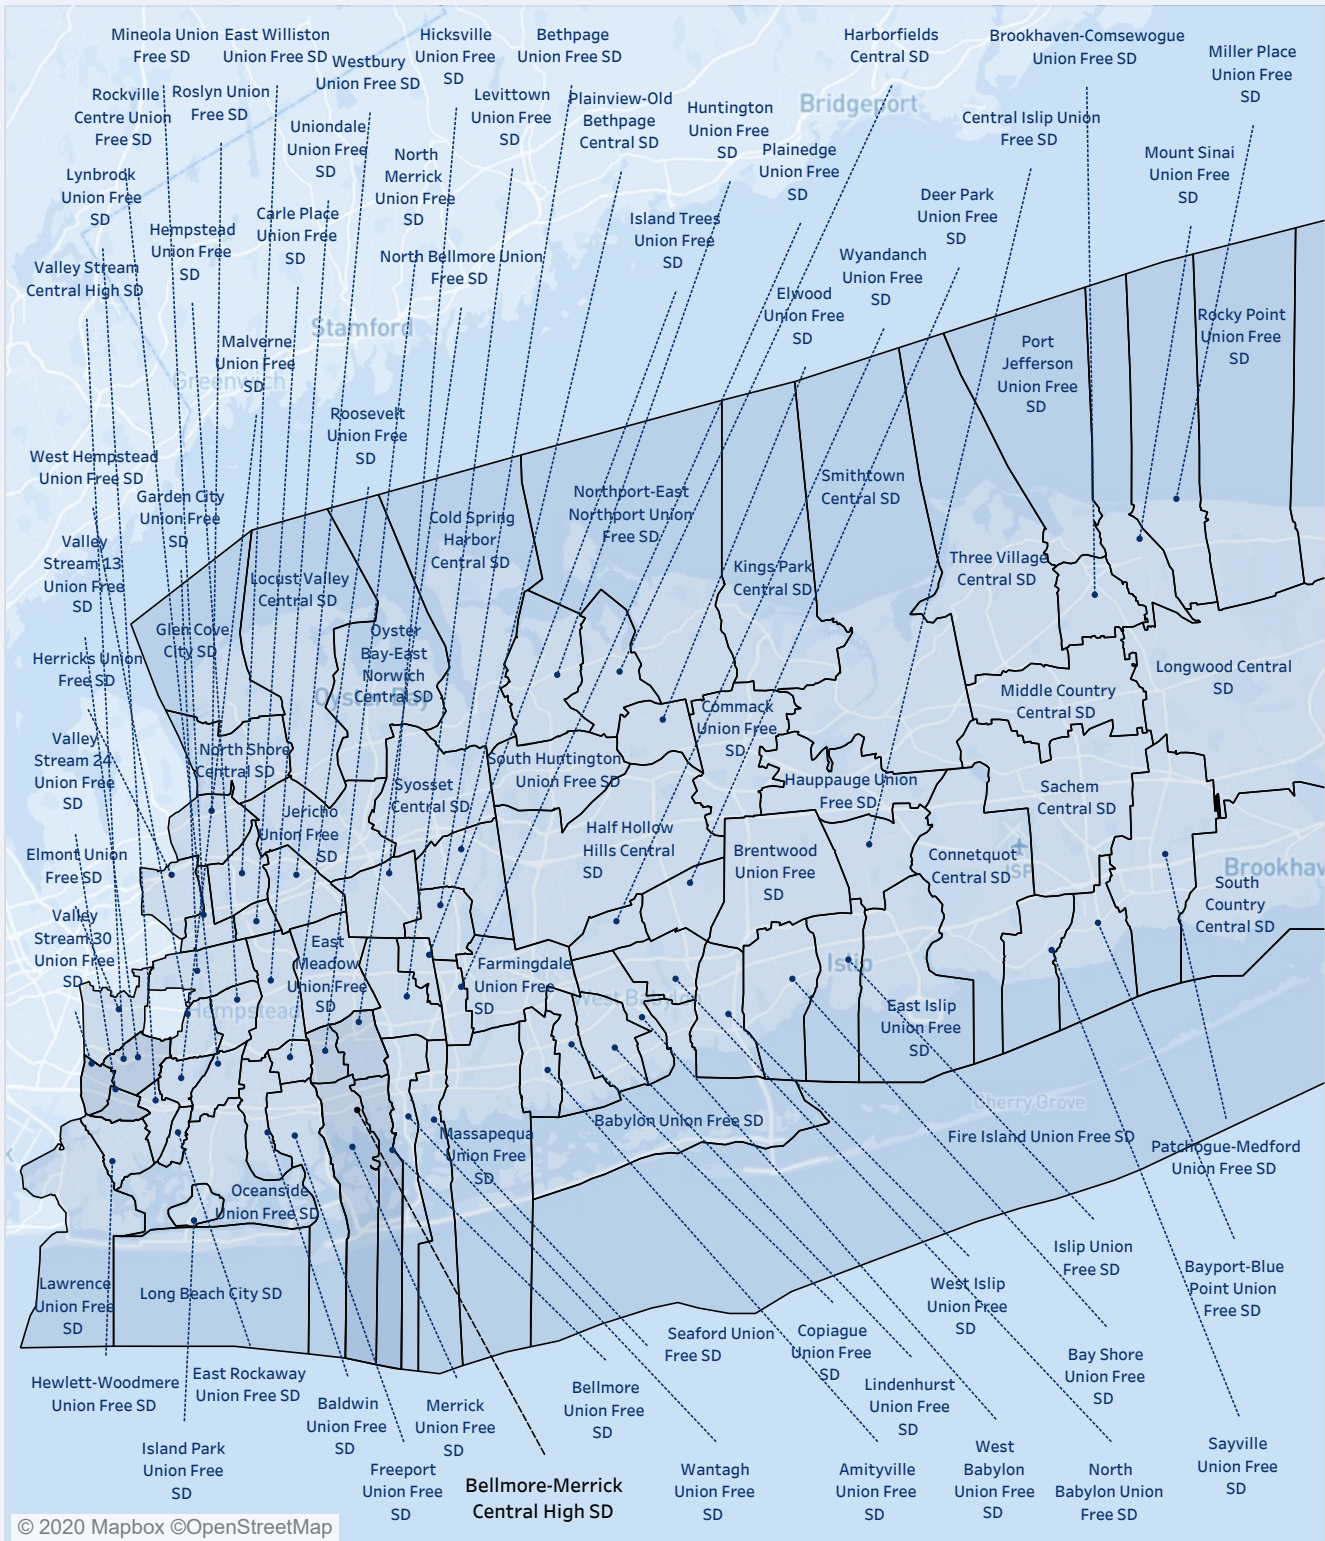 Mineola Union
Free SD
East Williston
Union Free SD
Westbury
Union Free SD
Hicksville
Union Free
SD
Bethpage
Union Free SD
Harborfields
Central SD
Brookhaven-Comsewogue
Union Free SD
Miller Place
Union Free
SD
Rockville
Centre Union
Free SD
Roslyn Union
Free SD
Uniondale
Union Free
SD
Levittown
Union Free
SD
Plainview-Old
Bethpage
Central SD
Huntington
Union Free
SD
Bridgeport
Central Islip Union
Free SD
Plainedge
Union Free
SD
Mount Sinai
Union Free
SD
Lynbrook
Union Free
SD
North
Merrick
Union Free
SD
Deer Park
Union Free
SD
Hempstead
Union Free
SD
Carle Place
Union Free
SD
Island Trees
Union Free
SD
Valley Stream
Central High SD
North Bellmore Union
Free SD
Wyandanch
Union Free
SD
Elwood
Union Free
SD
Stamford
Rocky Point
Union Free
SD
Malverne
Union Free
SD
Greenwich
Port
Jefferson
Union Free
SD
Roosevelt
Union Free
SD
West Hempstead
Union Free SD
Garden City
Union Free
SD
Smithtown
Central SD
Northport-East
Northport Union
Free SD
Cold Spring
Harbor
Central SD
Valley
Stream 13
Union Free
SD
Locust Valley
Central SD
Three Village
Central SD
Kings Park
Central SD
Glen Cove
City SD
Oyster
Bay-East
Norwich
Central SD
Oyster Bay
Herricks Union
Free SD
Longwood Central
SD
Middle Country
Central SD
Commack
Union Free
SD
Valley
Stream 24
Union Free
SD
North Shore
Central SD
South Huntington
Union Free SD
Syosset
Central SD
Hauppauge Union
Free SD
Sachem
Central SD
Jericho
Union Free
SD
Half Hollow
Hills Central
SD
Elmont Union
Free SD
Brentwood
Union Free
SD
Connetquot
Central SD
ISP
Brookhav
South
Country
Central SD
Valley
Stream 30
Union Free
SD
East
Meadow
Union Free
SD
Farmingdale
Union Free
SD
Islip
West Babylon
Hempstead
East Islip
Union Free
SD
Cherry Grove
Babylon Union Free SD
Massapequa
Union Free
SD
Fire Island Union Free SD
Patchogue-Medford
Union Free SD
Oceanside
Union Free SD
Lawrence
Union Free
SD
Long Beach City SD
Islip Union
Free SD
Bayport-Blue
Point Union
Free SD
West Islip
Union Free
SD
Seaford Union
Free SD
Copiague
Union Free
SD
Bay Shore
Union Free
SD
Hewlett-Woodmere
Union Free SD
East Rockaway
Union Free SD
Baldwin
Union Free
SD
Merrick
Union Free
SD
Bellmore
Union Free
SD
Lindenhurst
Union Free
SD
Island Park
Union Free
SD
Freeport
Union Free
SD
Bellmore-Merrick
Central High SD
Wantagh
Union Free
SD
Amityville
Union Free
SD
West
Babylon
Union Free
SD
North
Babylon Union
Free SD
Sayville
Union Free
SD
© 2020 Mapbox ©OpenStreetMap